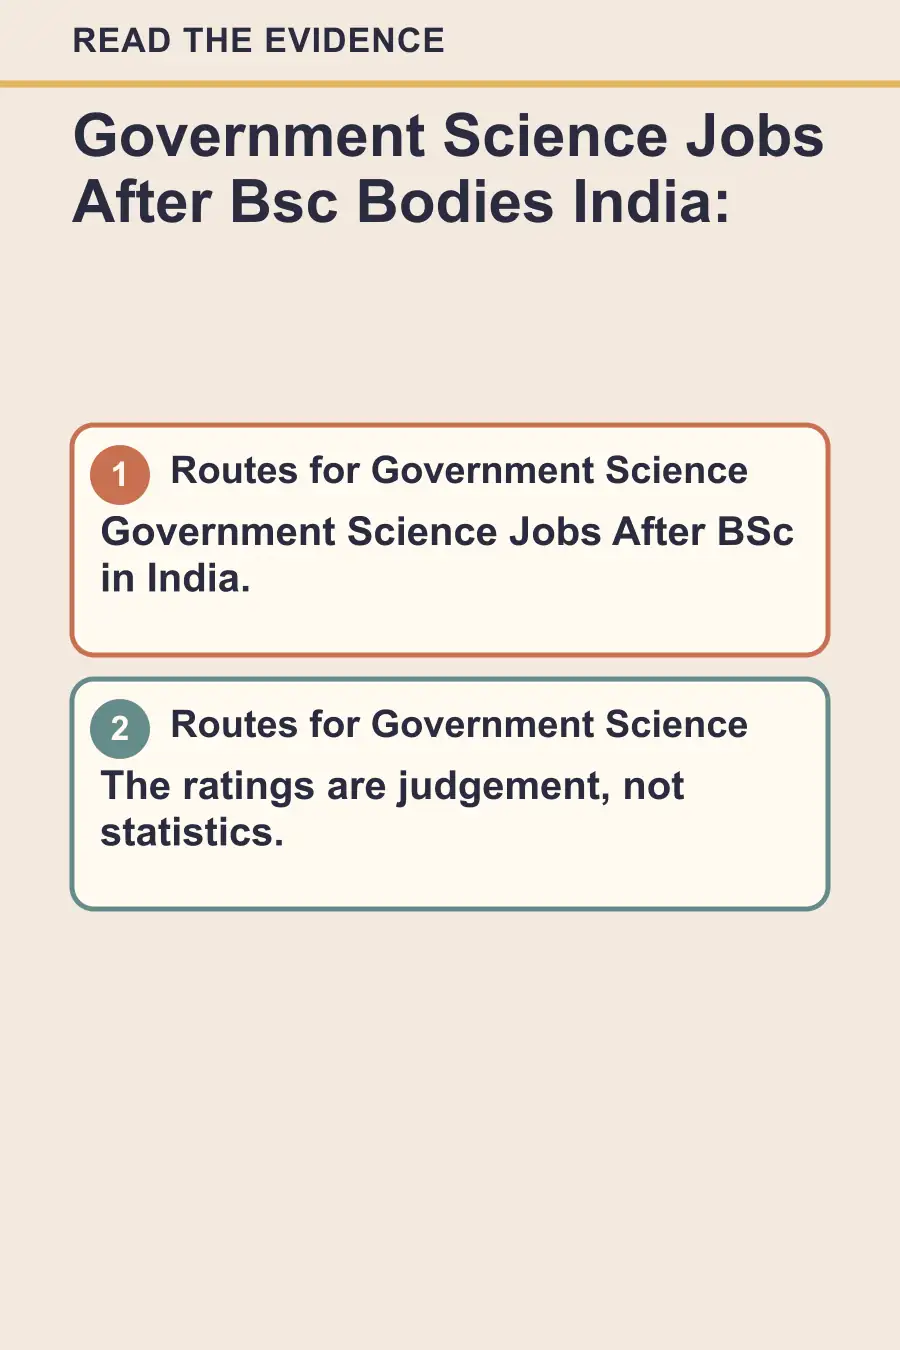 READ THE EVIDENCE
Government Science Jobs
After Bsc Bodies India:
1 Routes for Government Science
Government Science Jobs After BSc
in India.
2 Routes for Government Science
The ratings are judgement, not
statistics.